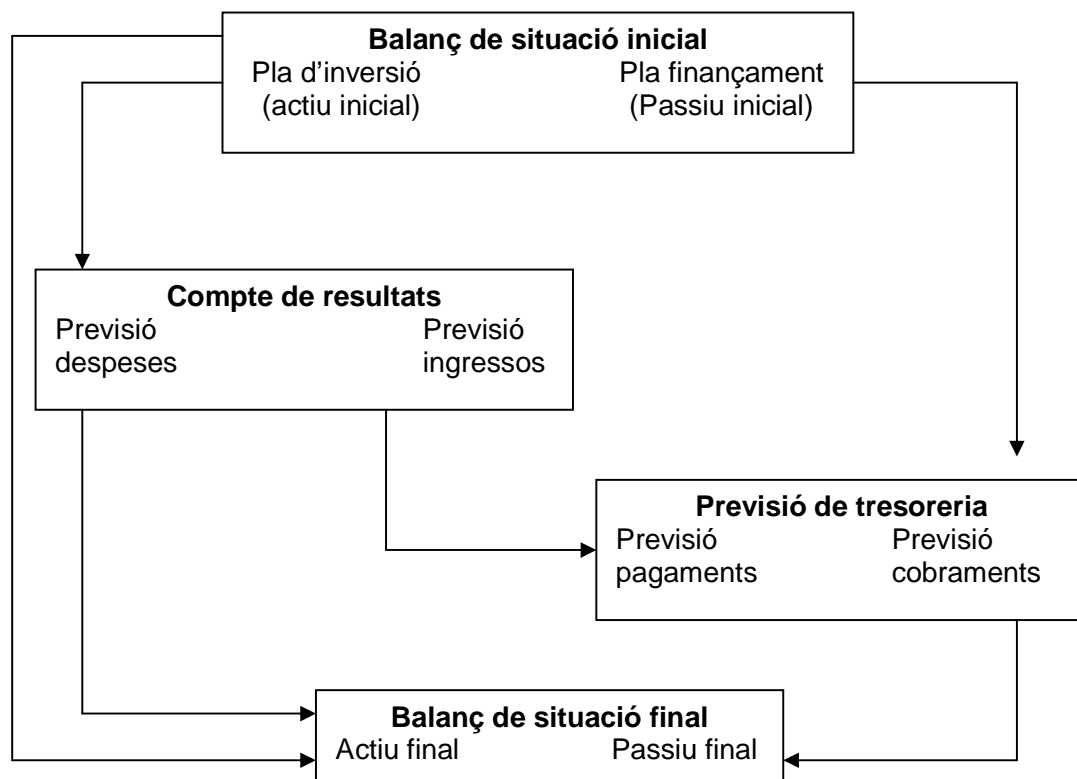 Balanç de situació inicial
Pla d'inversió Pla finançament
(actiu inicial) (Passiu inicial)
Compte de resultats
Previsió Previsió
despeses ingressos
Previsió de tresoreria
Previsió Previsió
pagaments cobraments
Balanç de situació final
Actiu final Passiu final